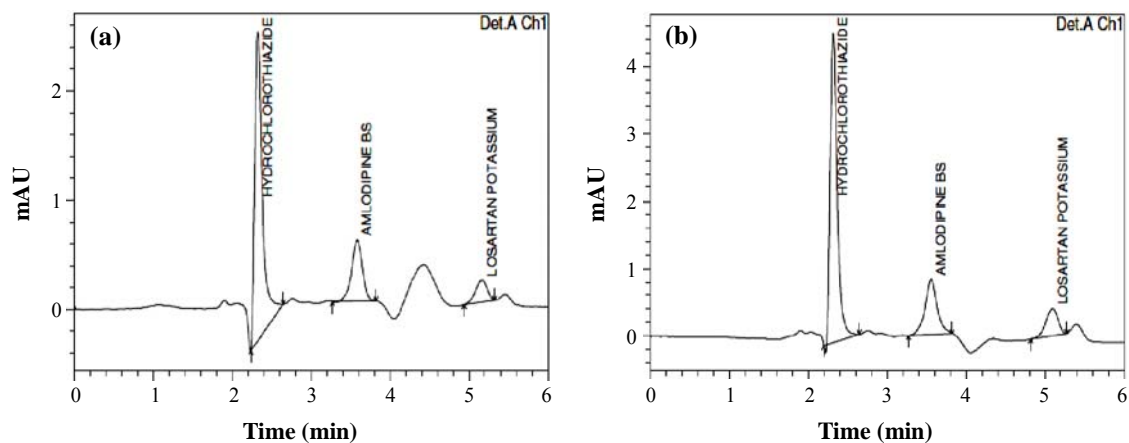 (a)
Det.A Ch1
HYDROCHLOROTHIAZIDE
AMLODIPINE BS
LOSARTAN POTASSIUM
mAU
2
1
0
0 1 2 3 4 5 6
Time (min)
(b)
Det.A Ch1
HYDROCHLOROTHIAZIDE
AMLODIPINE BS
LOSARTAN POTASSIUM
mAU
4
3
2
1
0
0 1 2 3 4 5 6
Time (min)